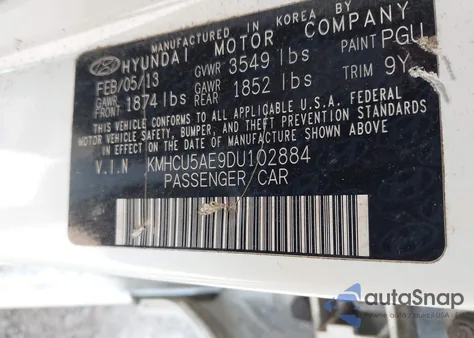 MANUFACTURED IN KOREA BY
HYUNDAI MOTOR COMPANY
FEB/05/13 GVWR 3549 lbs PAINT PGU
GAWR FRONT 1874 lbs GAWR REAR 1852 lbs TRIM 9Y
THIS VEHICLE CONFORMS TO ALL APPLICABLE U.S.A. FEDERAL
MOTOR VEHICLE SAFETY, BUMPER, AND THEFT PREVENTION STANDARDS
IN EFFECT ON THE DATE OF MANUFACTURE SHOWN ABOVE.
V.I.N KMHCU5AE9DU102884
PASSENGER CAR
autoSnap